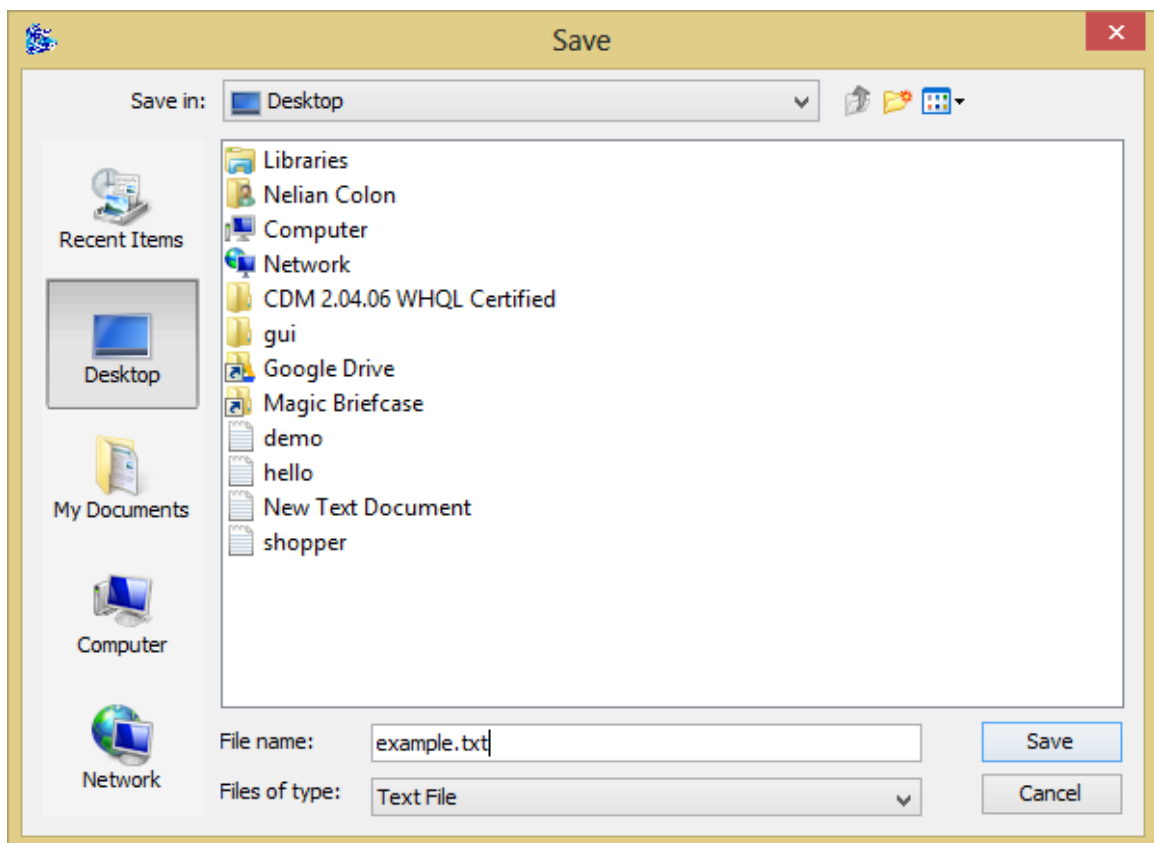 Save
Save in:
Desktop
Libraries
Nelian Colon
Computer
Network
CDM 2.04.06 WHQL Certified
gui
Google Drive
Magic Briefcase
demo
hello
New Text Document
shopper
Recent Items
Desktop
My Documents
Computer
Network
File name:
example.txt
Save
Files of type:
Text File
Cancel